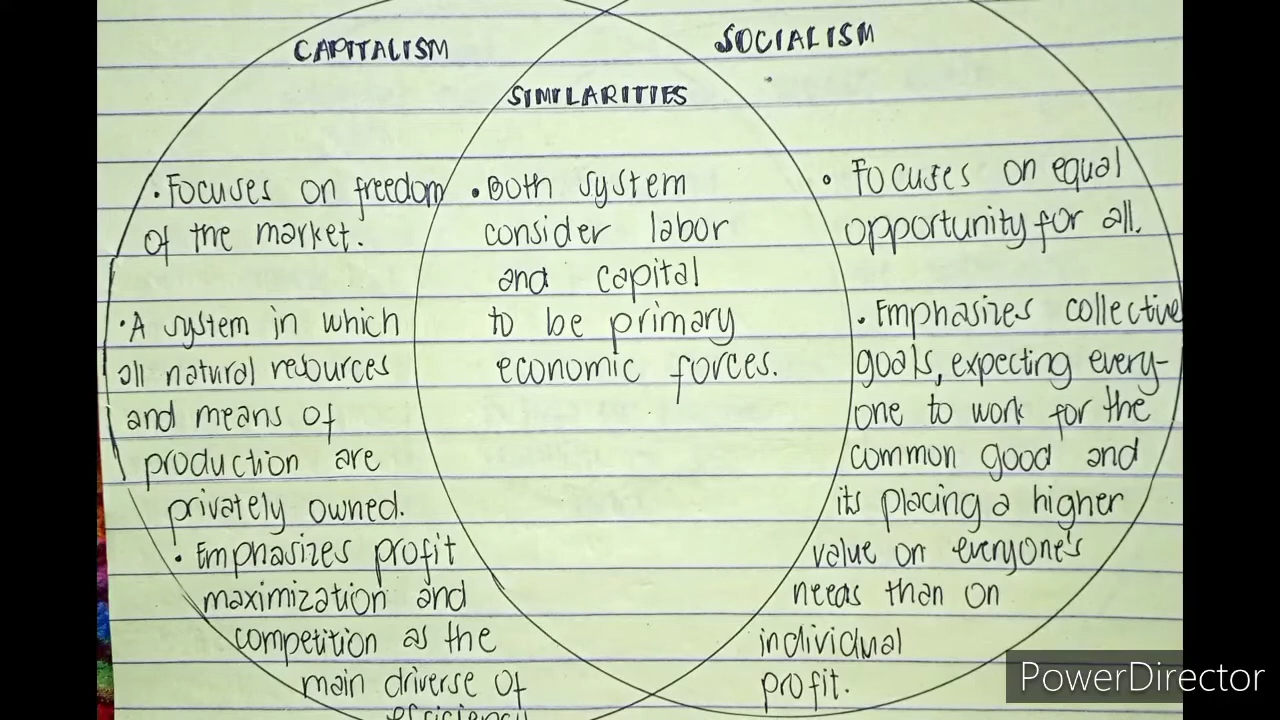 CAPITALISM
SOCIALISM
SIMILARITIES
• Focuses on freedom
of the market.
• A system in which
all natural resources
and means of
production are
privately owned.
• Emphasizes profit
maximization and
competition as the
main driverse of
efficiency
• Both system
consider labor
and capital
to be primary
economic forces.
• Focuses on equal
opportunity for all.
• Emphasizes collective
goals, expecting every-
one to work for the
common good and
its placing a higher
value on everyone's
needs than on
individual
profit.
PowerDirector